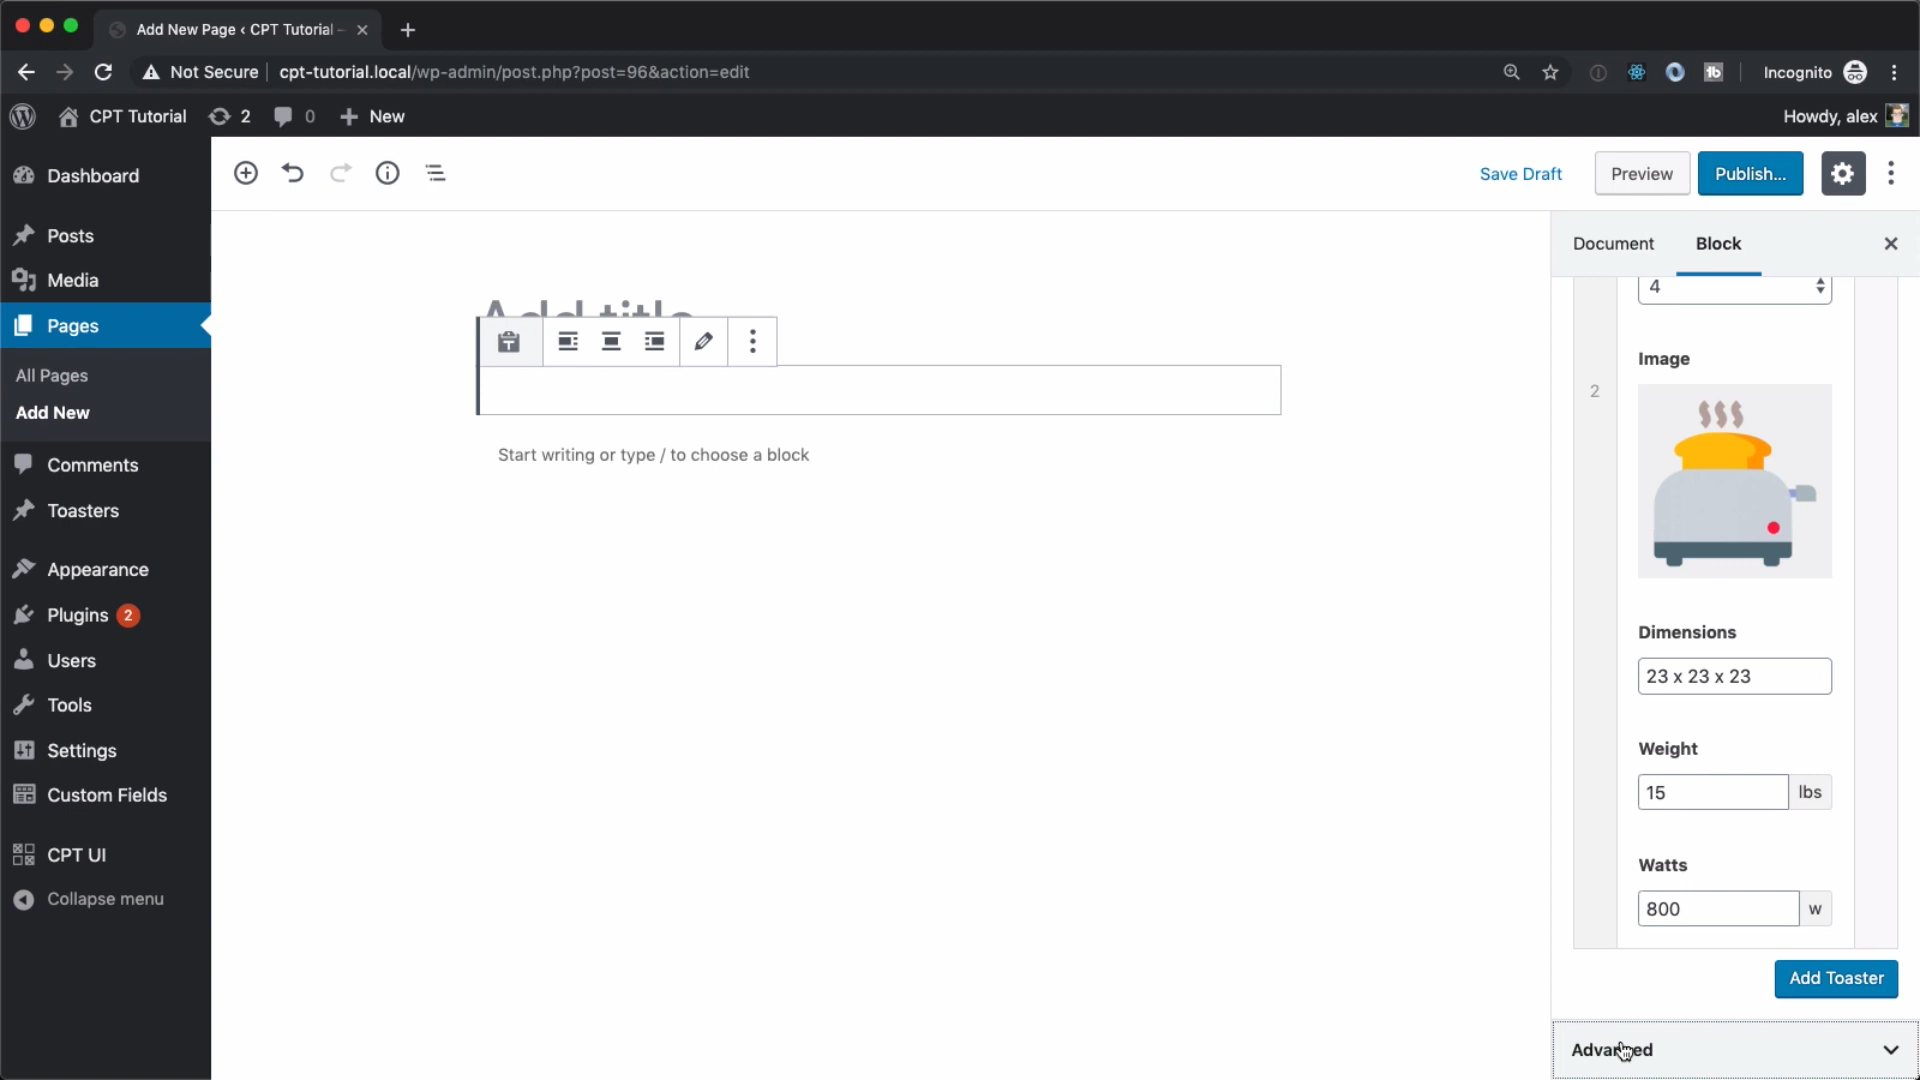 Add New Page ‹ CPT Tutorial –
Not Secure
cpt-tutorial.local/wp-admin/post.php?post=96&action=edit
tb
Incognito
CPT Tutorial
2
0
New
Howdy, alex
Dashboard
Posts
Media
Pages
All Pages
Add New
Comments
Toasters
Appearance
Plugins 2
Users
Tools
Settings
Custom Fields
CPT UI
Collapse menu
Save Draft
Preview
Publish...
Add title
Start writing or type / to choose a block
Document
Block
4
2
Image
Dimensions
23 x 23 x 23
Weight
15 lbs
Watts
800 w
Add Toaster
Advanced